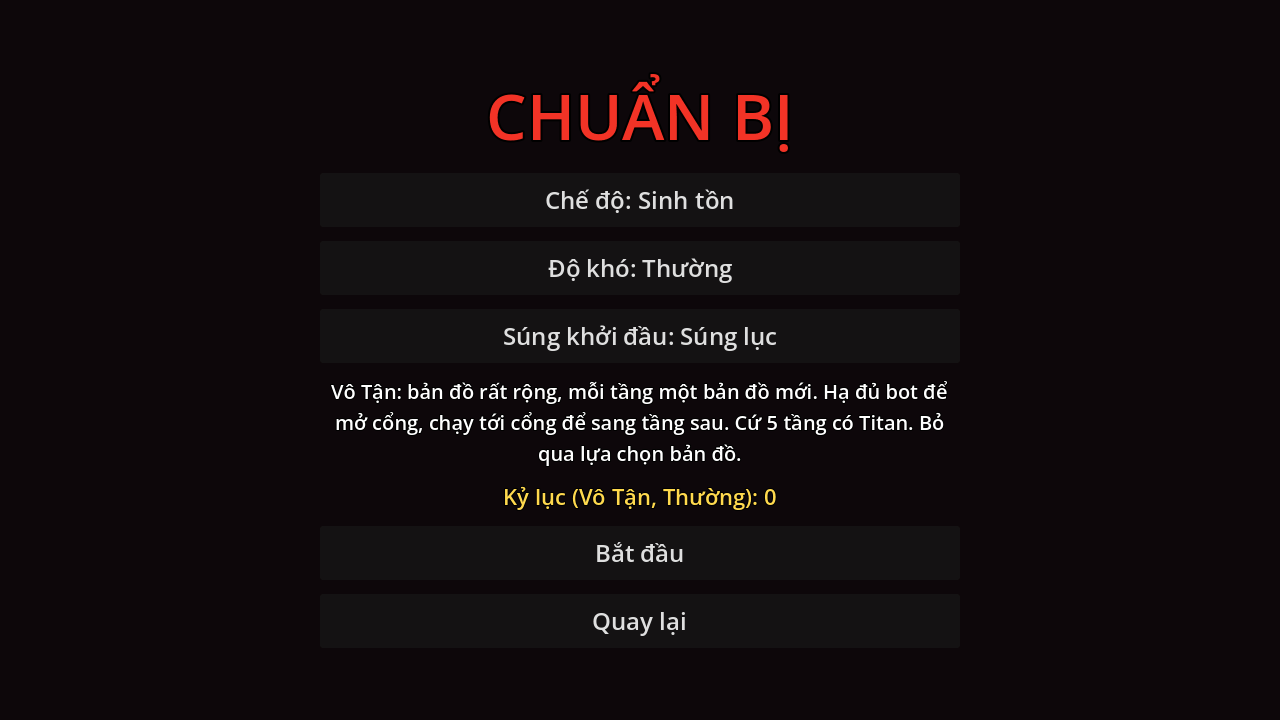 CHUẨN BỊ
Chế độ: Sinh tồn
Độ khó: Thường
Súng khởi đầu: Súng lục
Vô Tận: bản đồ rất rộng, mỗi tầng một bản đồ mới. Hạ đủ bot để
mở cổng, chạy tới cổng để sang tầng sau. Cứ 5 tầng có Titan. Bỏ
qua lựa chọn bản đồ.
Kỷ lục (Vô Tận, Thường): 0
Bắt đầu
Quay lại